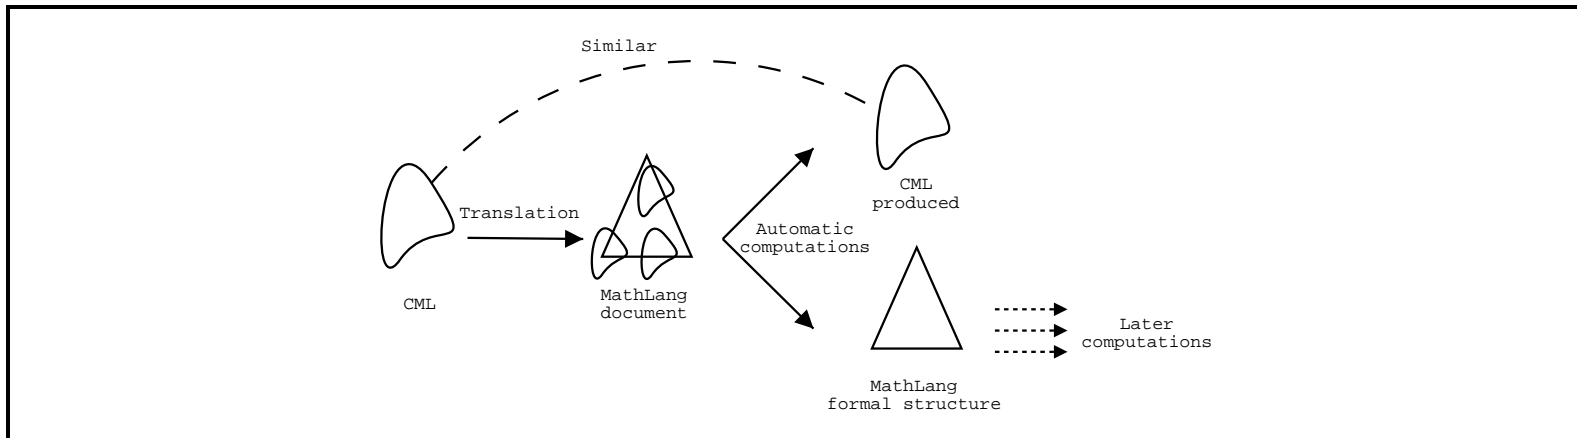 Similar
CML
produced
Translation
Automatic
computations
CML
MathLang
document
Later
computations
MathLang
formal structure